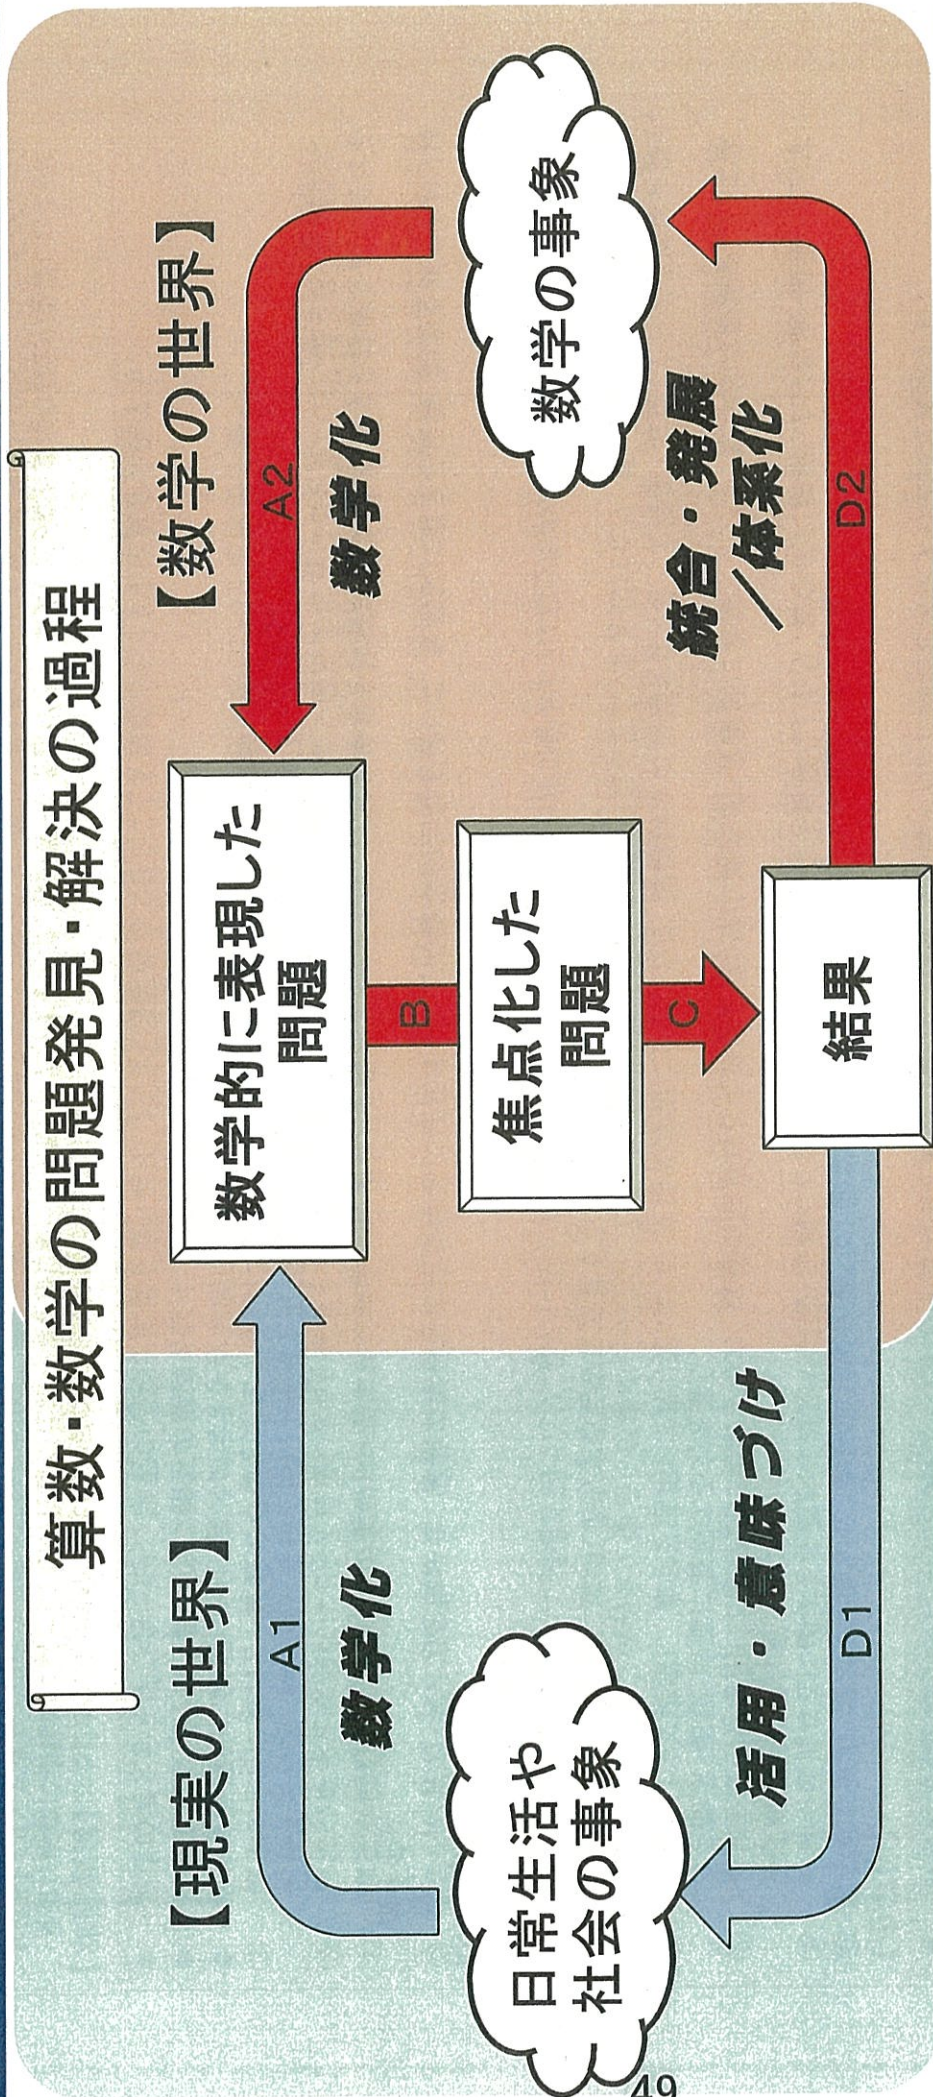 算数・数学の問題発見・解決の過程
【現実の世界】
【数学の世界】
A1
A2
数学化
数学化
数学的に表現した
問題
B
日常生活や
社会の事象
焦点化した
問題
数学の事象
C
活用・意味づけ
統合・発展
／体系化
結果
D1
D2
49